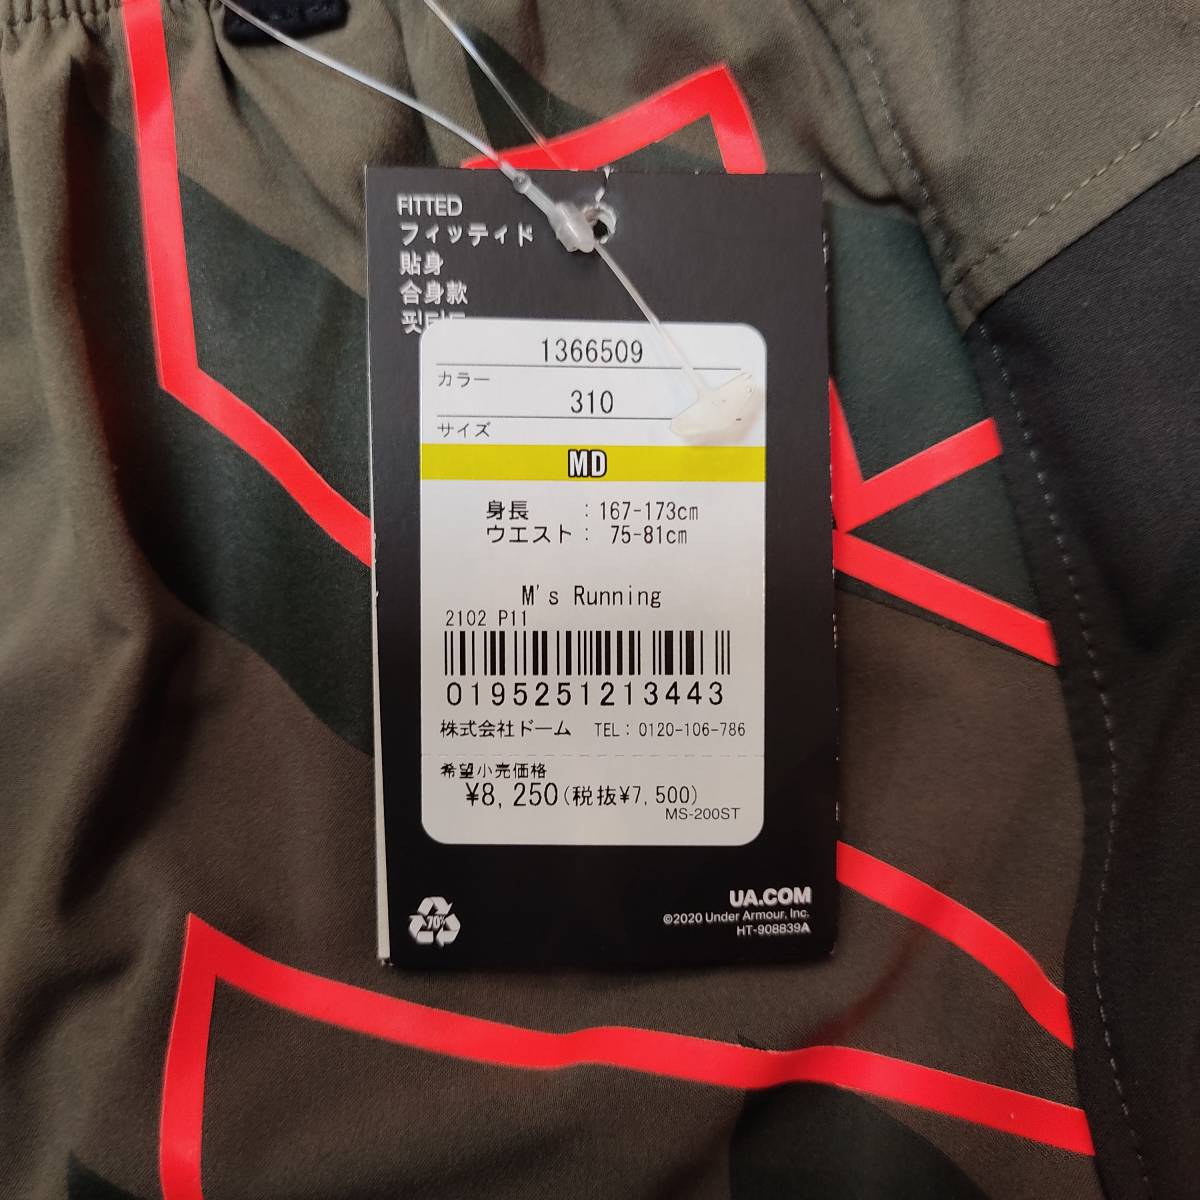 FITTED
フィッティド
貼身
合身款
1366509
カラー
310
サイズ
MD
身長 : 167-173cm
ウエスト : 75-81cm
M's Running
2102 P11
0195251213443
株式会社ドーム TEL: 0120-106-786
希望小売価格
¥8,250(税抜¥7,500)
MS-200ST
70%
UA.COM
©2020 Under Armour, Inc.
HT-908839A